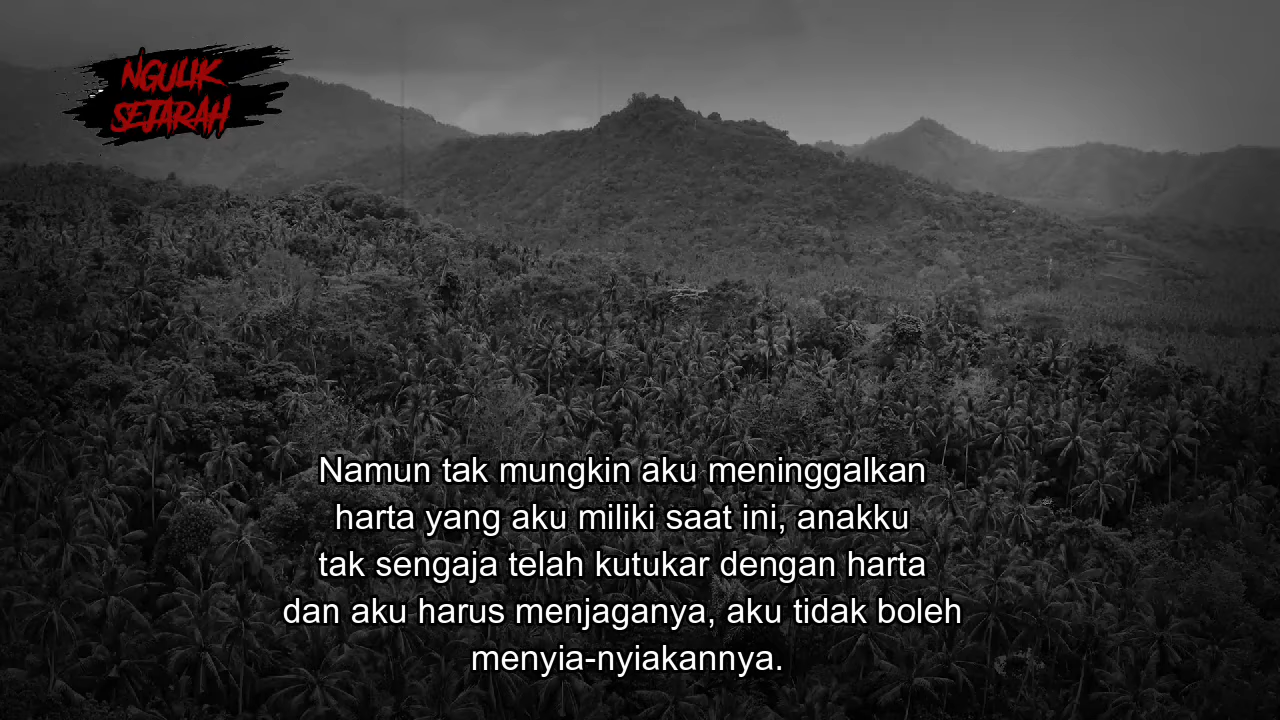 NGULIK
SEJARAH
Namun tak mungkin aku meninggalkan
harta yang aku miliki saat ini, anakku
tak sengaja telah kutukar dengan harta
dan aku harus menjaganya, aku tidak boleh
menyia-nyiakannya.